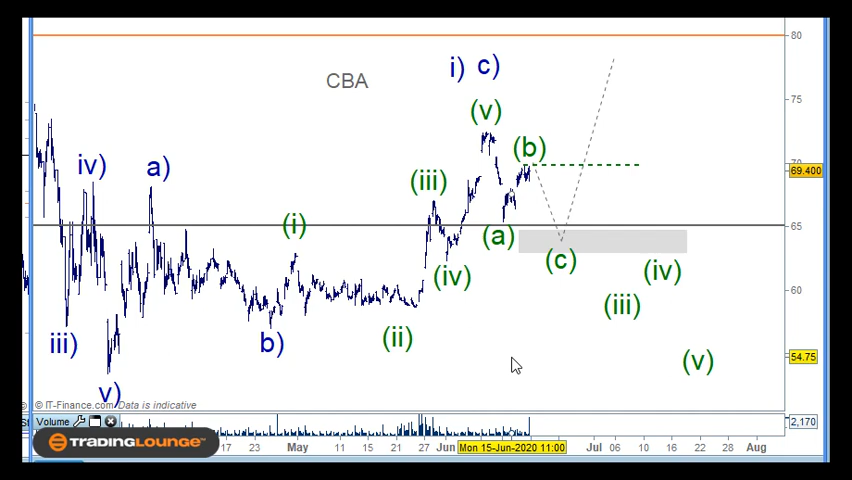 80
i) c)
CBA
75
(v)
(b)
iv) a)
70
69.400
(iii)
(i)
65
(a)
(c)
(iv)
(iv)
60
(iii)
(ii)
iii)
b)
54.75
(v)
v)
© IT-Finance.com Data is indicative
Volume
2,170
TRADINGLOUNGE™
17 23 May 15 21 27 Jun Mon 15-Jun-2020 11:00 Jul 06 10 16 22 28 Aug